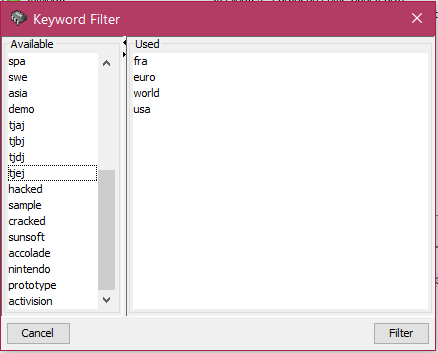 Keyword Filter
Available
spa
swe
asia
demo
tjaj
tjbj
tjdj
tjej
hacked
sample
cracked
sunsoft
accolade
nintendo
prototype
activision
Used
fra
euro
world
usa
Cancel
Filter